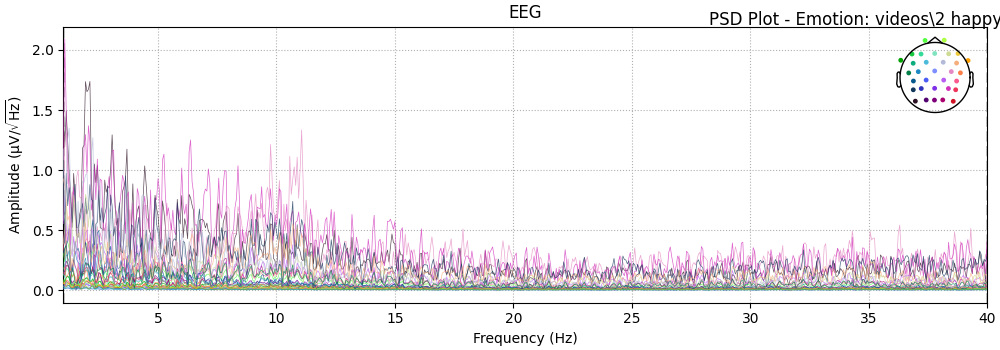 EEG
PSD Plot - Emotion: videos\2 happy
2.0
1.5
1.0
0.5
0.0
Amplitude (µV/√Hz)
5 10 15 20 25 30 35 40
Frequency (Hz)